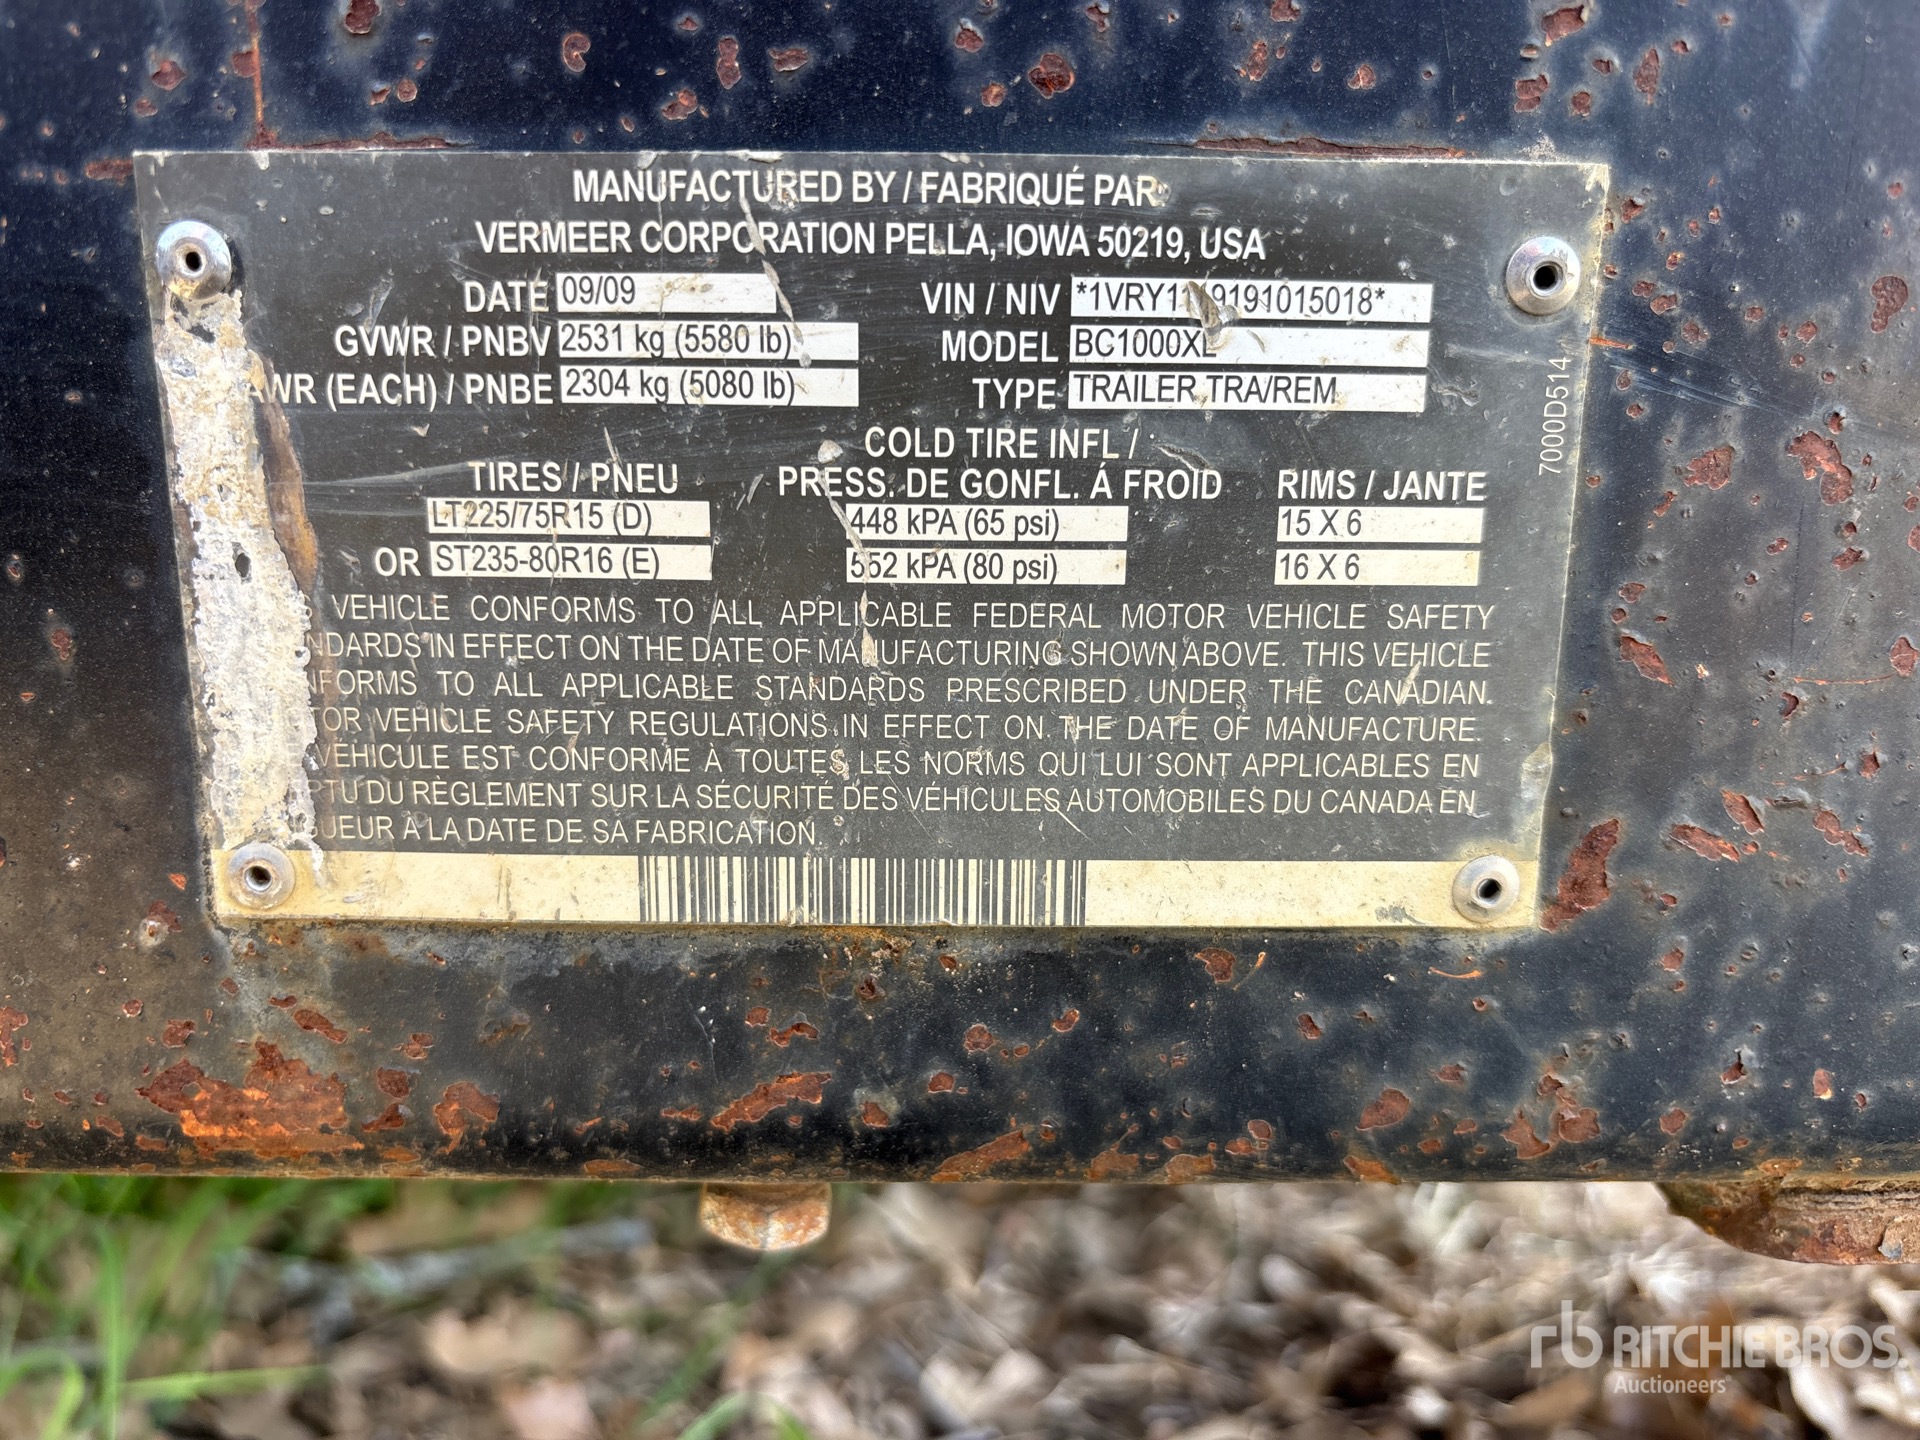 MANUFACTURED BY / FABRIQUÉ PAR
VERMEER CORPORATION PELLA, IOWA 50219, USA
DATE 09/09
VIN / NIV
GVWR / PNBV 2531 kg (5580 lb)
MODEL BC1000XL
(EACH) / PNBE 2304 kg (5080 lb)
TYPE TRAILER TRA/REM
7000D514
COLD TIRE INFL /
TIRES / PNEU PRESS. DE GONFL. Á FROID RIMS / JANTE
LT225/75R15 (D) 448 kPA (65 psi) 15 X 6
OR ST235-80R16 (E) 552 kPA (80 psi) 16 X 6
VEHICLE CONFORMS TO ALL APPLICABLE FEDERAL MOTOR VEHICLE SAFETY
IN EFFECT ON THE DATE OF MANUFACTURING SHOWN ABOVE. THIS VEHICLE
TO ALL APPLICABLE STANDARDS PRESCRIBED UNDER THE CANADIAN
VEHICLE SAFETY REGULATIONS IN EFFECT ON THE DATE OF MANUFACTURE.
VÉHICULE EST CONFORME À TOUTES LES NORMS QUI LUI SONT APPLICABLES EN
DU RÈGLEMENT SUR LA SÉCURITÉ DES VÉHICULES AUTOMOBILES DU CANADA EN
À LA DATE DE SA FABRICATION.
rb RITCHIE BROS.
Auctioneers